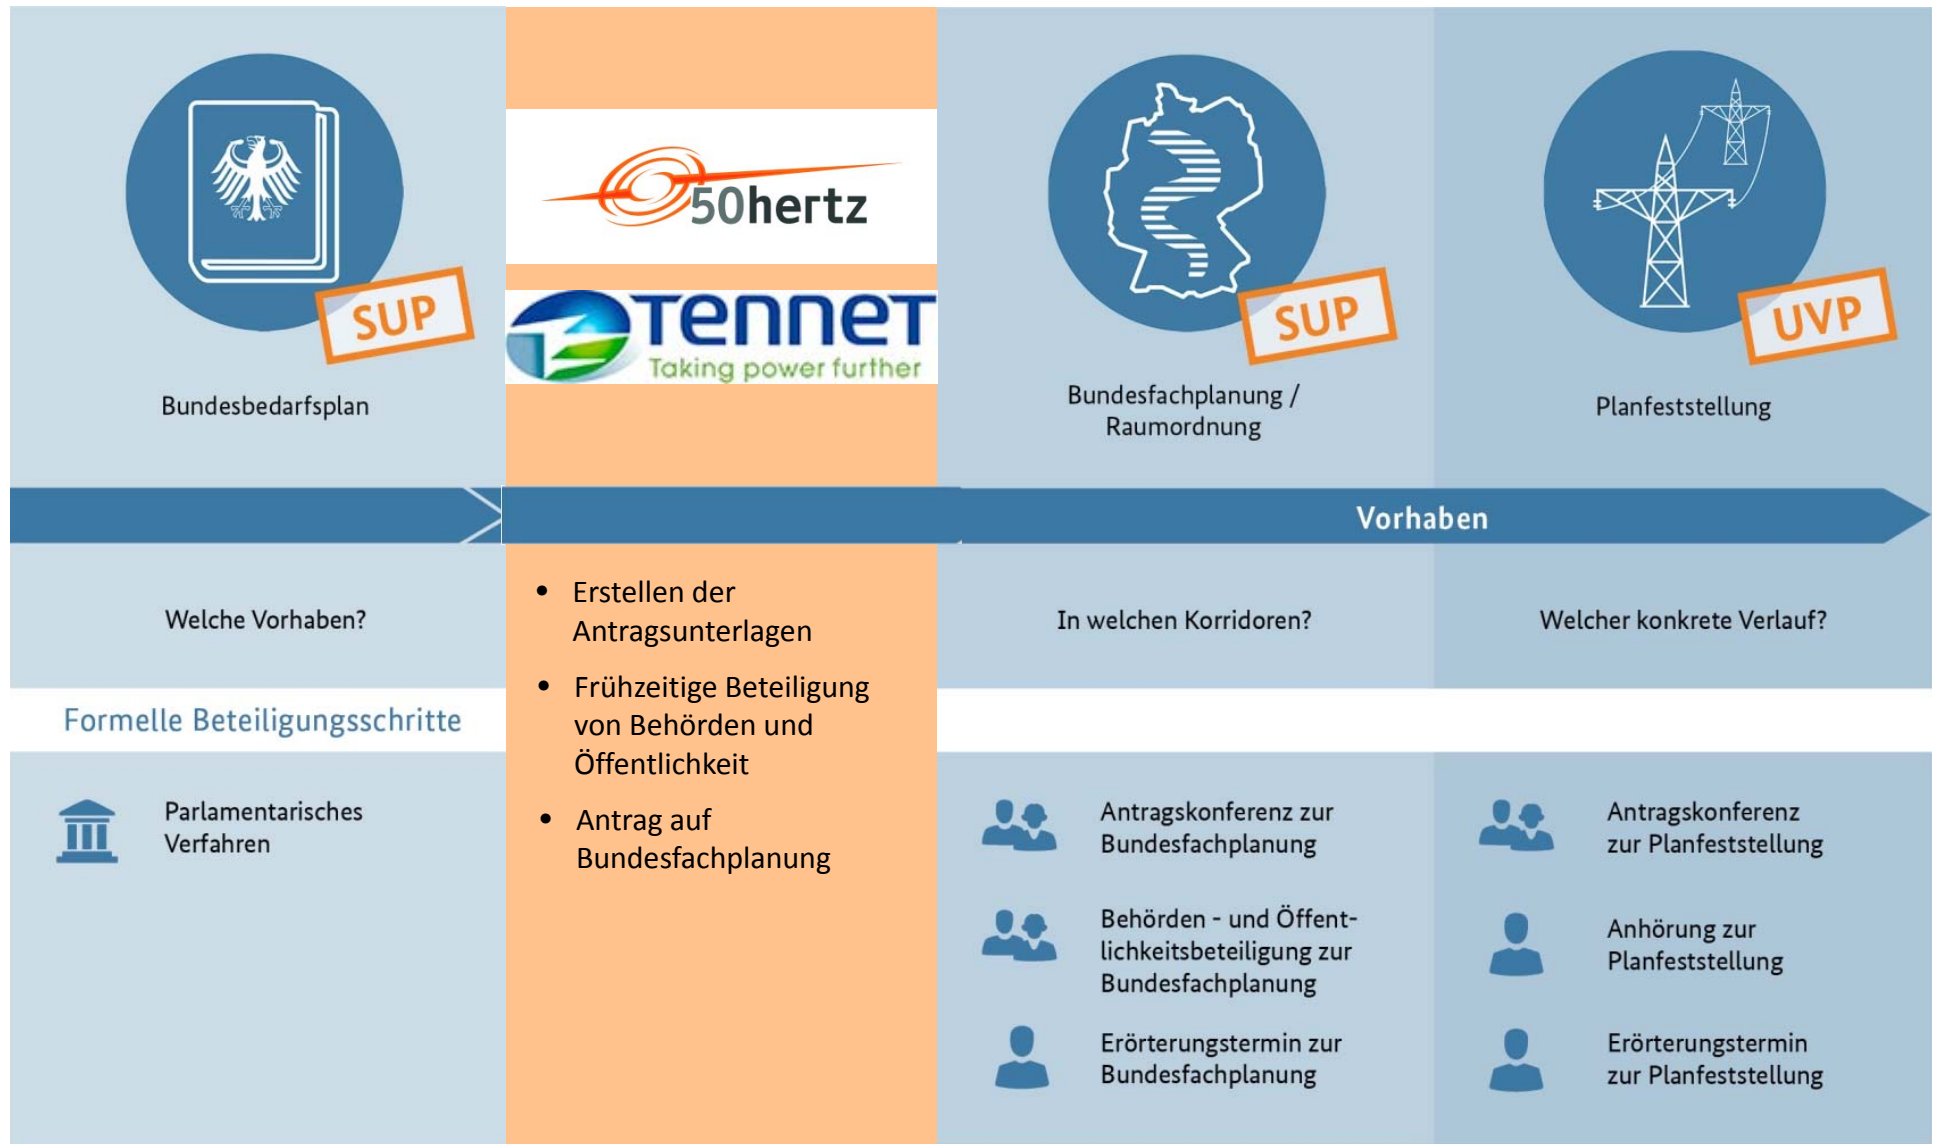 SUP
Bundesbedarfsplan
50hertz
TenneT
Taking power further
SUP
Bundesfachplanung /
Raumordnung
UVP
Planfeststellung
Vorhaben
Welche Vorhaben?
• Erstellen der
Antragsunterlagen
• Frühzeitige Beteiligung
von Behörden und
Öffentlichkeit
• Antrag auf
Bundesfachplanung
In welchen Korridoren?
Welcher konkrete Verlauf?
Formelle Beteiligungsschritte
Parlamentarisches
Verfahren
Antragskonferenz zur
Bundesfachplanung
Behörden - und Öffent-
lichkeitsbeteiligung zur
Bundesfachplanung
Erörterungstermin zur
Bundesfachplanung
Antragskonferenz
zur Planfeststellung
Anhörung zur
Planfeststellung
Erörterungstermin
zur Planfeststellung